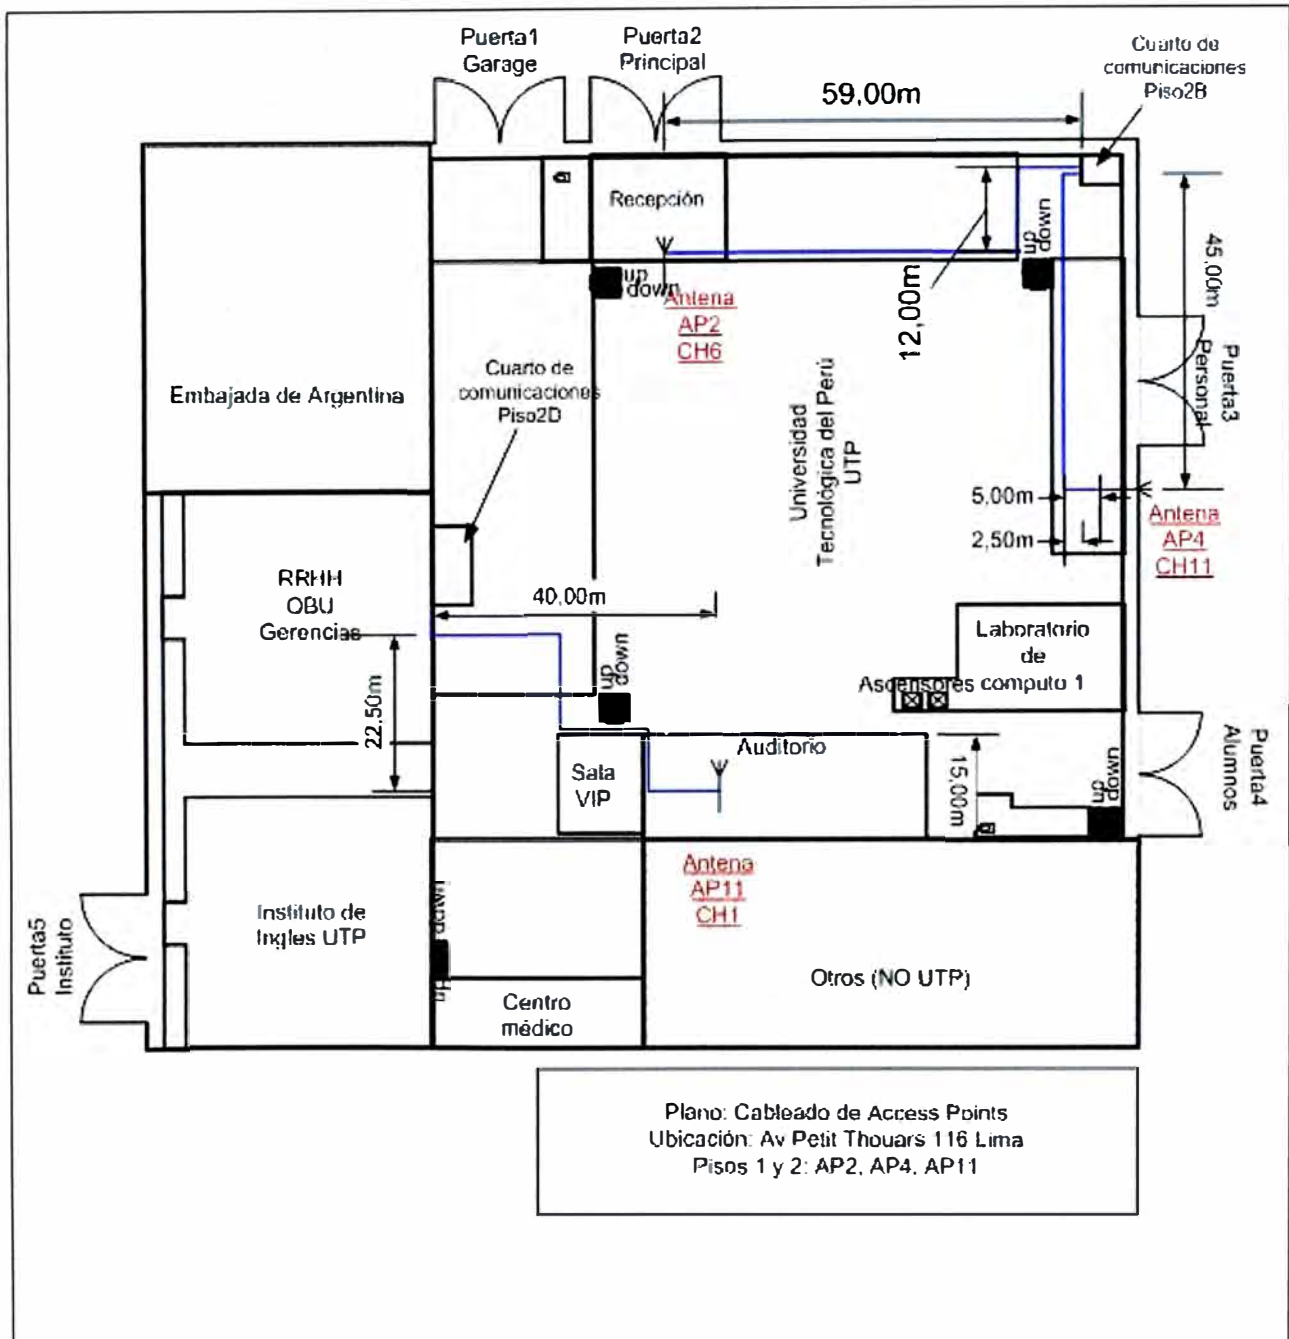 Puerta1
Garage
Puerta2
Principal
Cuarto de
comunicaciones
Piso2B
59,00m
Recepción
up
down
12,00m
45,00m
up
down
Antena
AP2
CH6
Puerta3
Personal
Embajada de Argentina
Cuarto de
comunicaciones
Piso2D
Universidad
Tecnológica del Perú
UTP
5,00m
2,50m
Antena
AP4
CH11
RRHH
OBU
Gerencias
40,00m
22,50m
up
down
Laboratorio
de
computo 1
Ascensores
Sala
VIP
Auditorio
15,00m
up
down
Puerta4
Alumnos
Antena
AP11
CH1
Puerta5
Instituto
Instituto de
Ingles UTP
up
down
Centro
médico
Otros (NO UTP)
Plano: Cableado de Access Points
Ubicación: Av Petit Thouars 116 Lima
Pisos 1 y 2: AP2, AP4, AP11